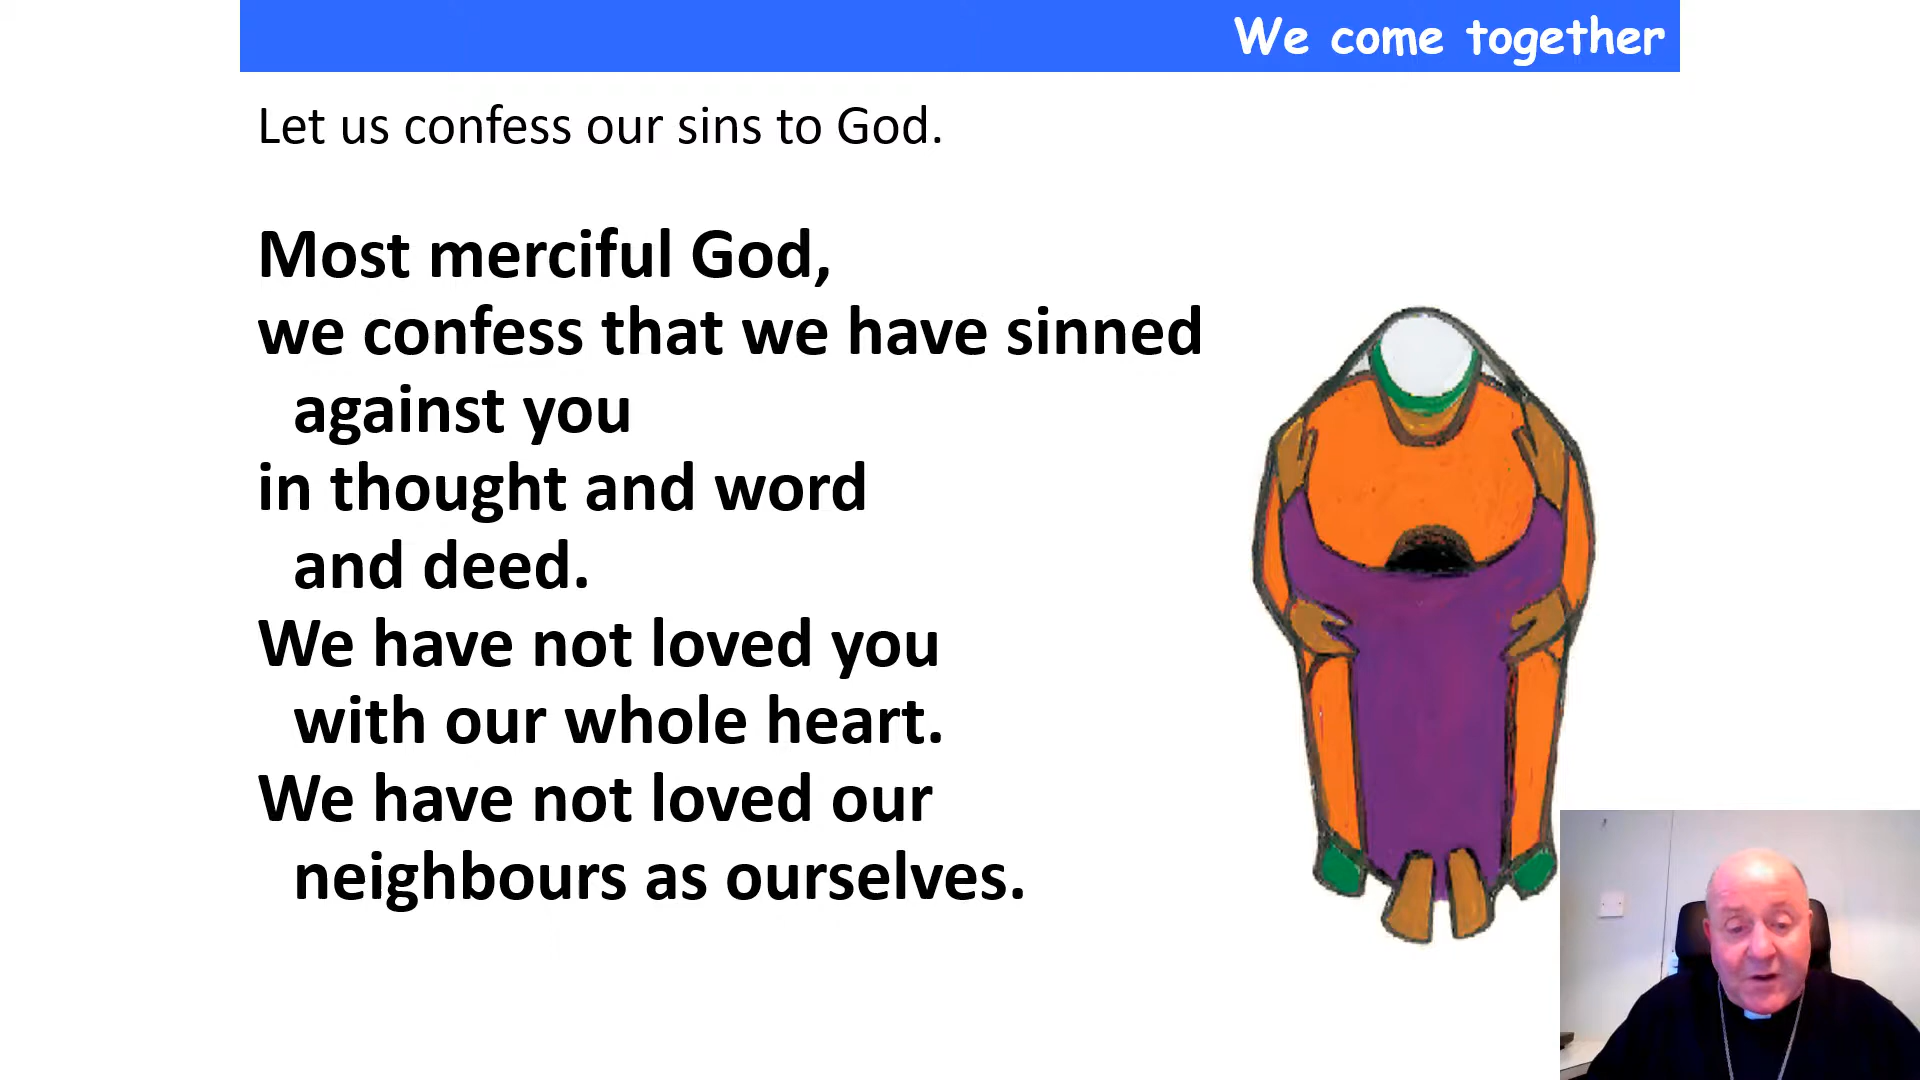 We come together
Let us confess our sins to God.
Most merciful God,
we confess that we have sinned
against you
in thought and word
and deed.
We have not loved you
with our whole heart.
We have not loved our
neighbours as ourselves.